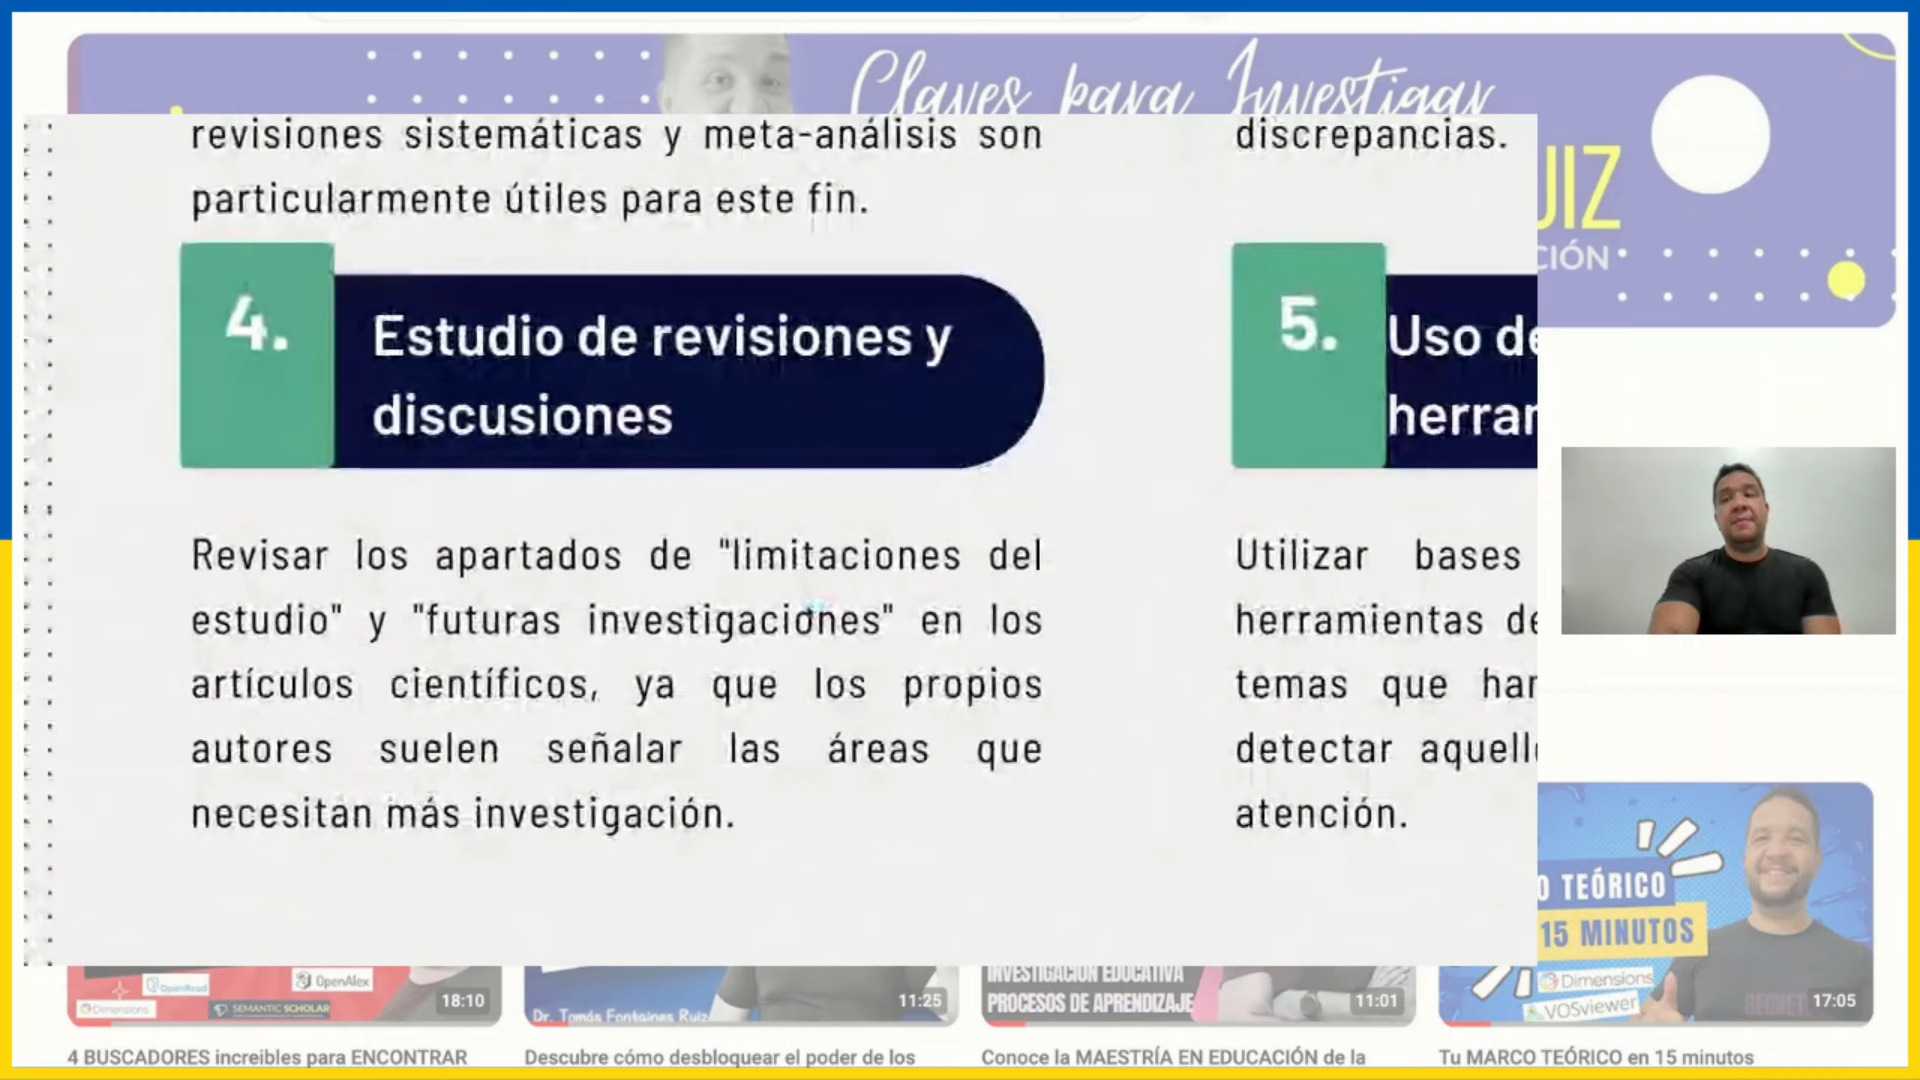 Claves para Investigar
UIZ
CIÓN
revisiones sistemáticas y meta-análisis son
particularmente útiles para este fin.
discrepancias.
4.
Estudio de revisiones y
discusiones
5.
Uso de
herrar
Revisar los apartados de "limitaciones del
estudio" y "futuras investigaciones" en los
artículos científicos, ya que los propios
autores suelen señalar las áreas que
necesitan más investigación.
Utilizar bases
herramientas de
temas que har
detectar aquell
atención.
OpenRead
OpenAlex
Dimensions
SEMANTIC SCHOLAR
18:10
Dr. Tomás Fontaines Ruiz
11:25
INVESTIGACIÓN EDUCATIVA
PROCESOS DE APRENDIZAJE
11:01
O TEÓRICO
15 MINUTOS
Dimensions
VOSviewer
SECRET
17:05
4 BUSCADORES increibles para ENCONTRAR
Descubre cómo desbloquear el poder de los
Conoce la MAESTRÍA EN EDUCACIÓN de la
Tu MARCO TEÓRICO en 15 minutos